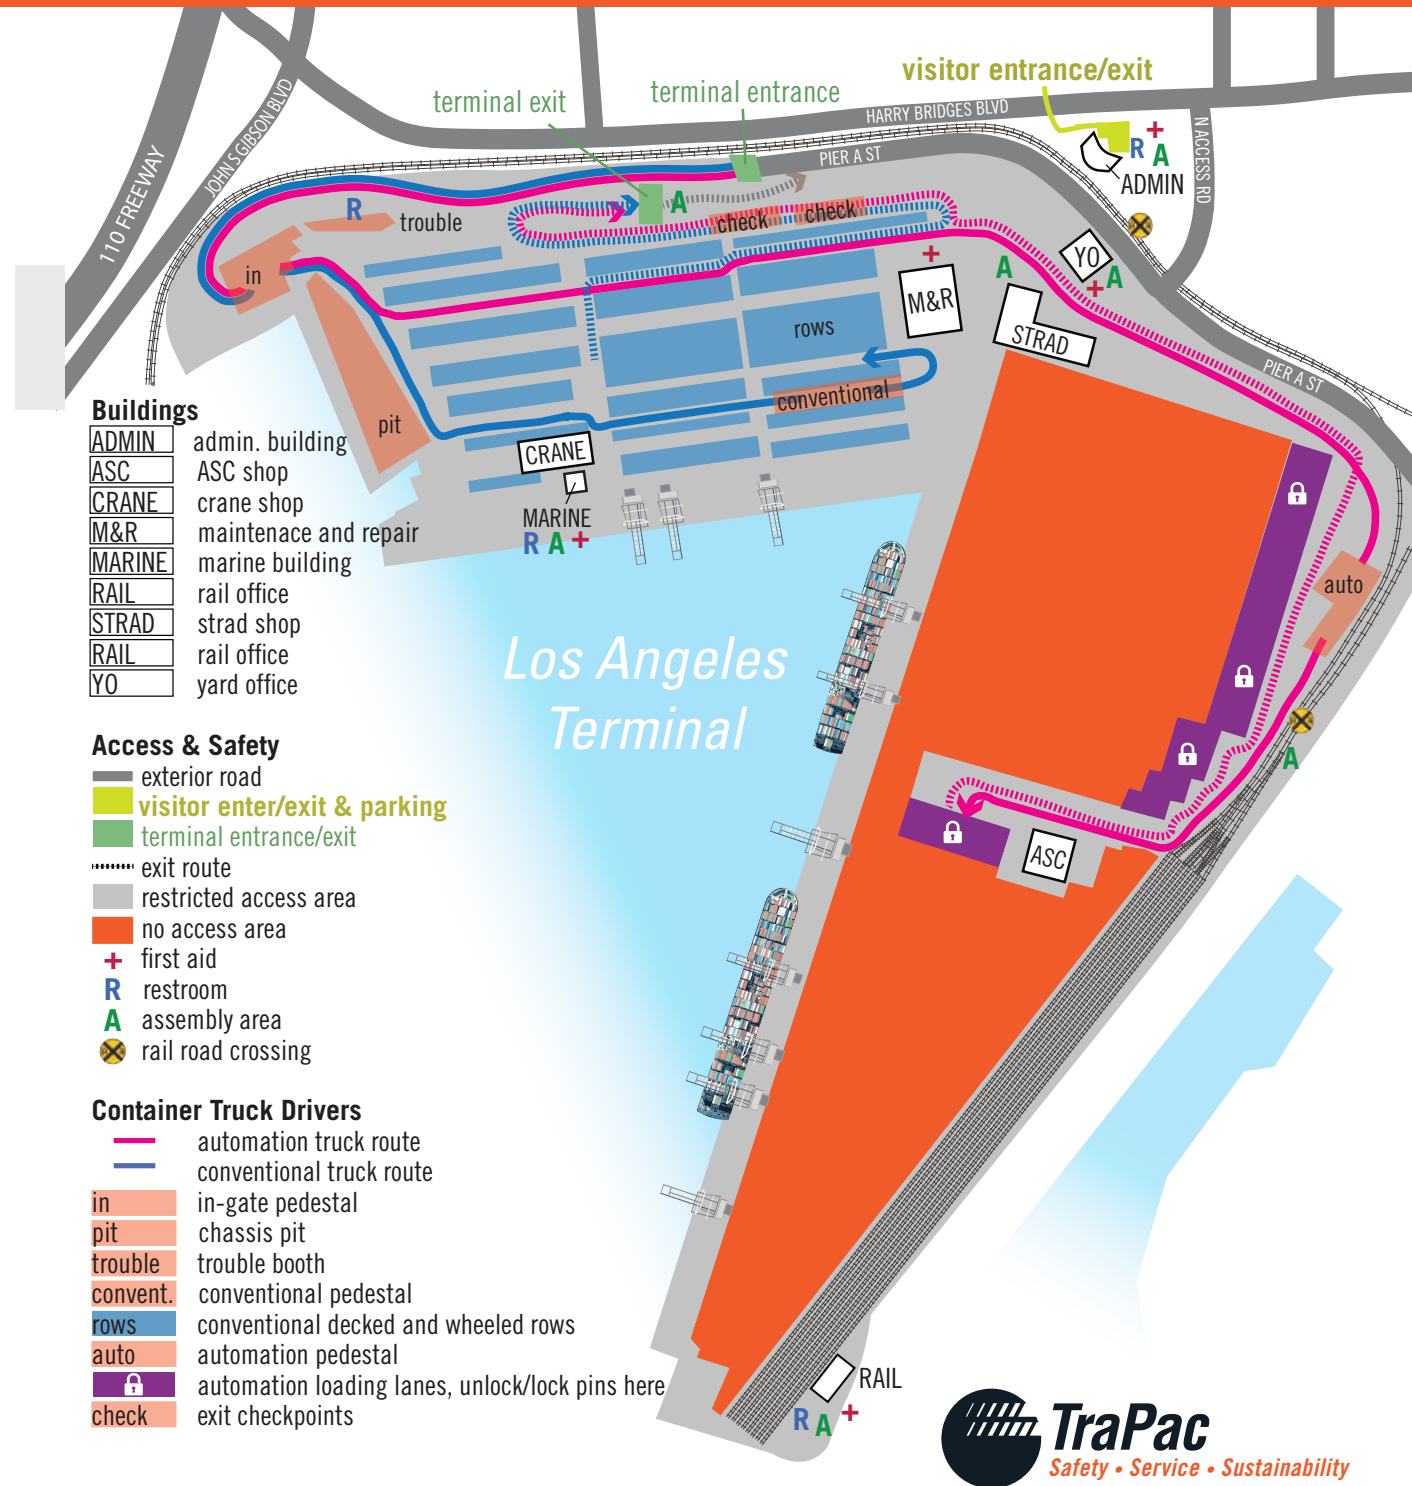 visitor entrance/exit
terminal exit
terminal entrance
HARRY BRIDGES BLVD
JOHN S GIBSON BLVD
110 FREEWAY
PIER A ST
N ACCESS RD
R
A
ADMIN
R
trouble
A
check
check
in
YO
A
A
M&R
STRAD
rows
PIER A ST
conventional
pit
CRANE
MARINE
R A
auto
A
Los Angeles
Terminal
ASC
RAIL
R A
Buildings
ADMIN admin. building
ASC ASC shop
CRANE crane shop
M&R maintenace and repair
MARINE marine building
RAIL rail office
STRAD strad shop
RAIL rail office
YO yard office
Access & Safety
exterior road
visitor enter/exit & parking
terminal entrance/exit
exit route
restricted access area
no access area
+ first aid
R restroom
A assembly area
rail road crossing
Container Truck Drivers
automation truck route
conventional truck route
in in-gate pedestal
pit chassis pit
trouble trouble booth
convent. conventional pedestal
rows conventional decked and wheeled rows
auto automation pedestal
automation loading lanes, unlock/lock pins here
check exit checkpoints
TraPac
Safety • Service • Sustainability